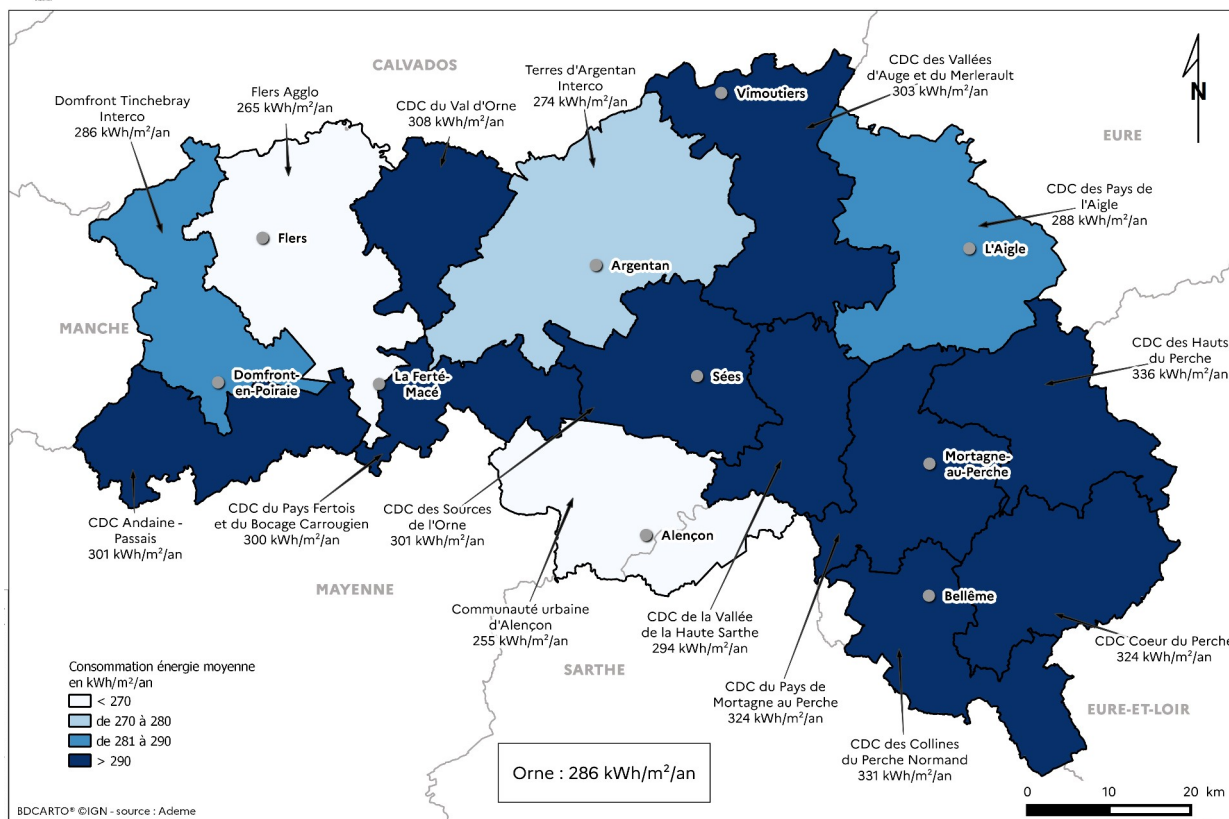 CALVADOS
Domfront Tinchebray
Interco
286 kWh/m²/an
Flers Agglo
265 kWh/m²/an
CDC du Val d'Orne
308 kWh/m²/an
Terres d'Argentan
Interco
274 kWh/m²/an
CDC des Vallées
d'Auge et du Merlerault
303 kWh/m²/an
N
Vimoutiers
EURE
CDC des Pays de
l'Aigle
288 kWh/m²/an
Flers
Argentan
L'Aigle
MANCHE
CDC des Hauts
du Perche
336 kWh/m²/an
Domfront-
en-Poiraie
La Ferté-
Macé
Sées
Mortagne-
au-Perche
CDC Andaine -
Passais
301 kWh/m²/an
CDC du Pays Fertois
et du Bocage Carrougien
300 kWh/m²/an
CDC des Sources
de l'Orne
301 kWh/m²/an
Alençon
MAYENNE
Bellême
Communauté urbaine
d'Alençon
255 kWh/m²/an
CDC de la Vallée
de la Haute Sarthe
294 kWh/m²/an
CDC Coeur du Perche
324 kWh/m²/an
SARTHE
CDC du Pays de
Mortagne au Perche
324 kWh/m²/an
EURE-ET-LOIR
CDC des Collines
du Perche Normand
331 kWh/m²/an
Consommation énergie moyenne
en kWh/m²/an
< 270
de 270 à 280
de 281 à 290
> 290
Orne : 286 kWh/m²/an
BDCARTO® ©IGN - source : Ademe
0 10 20 km